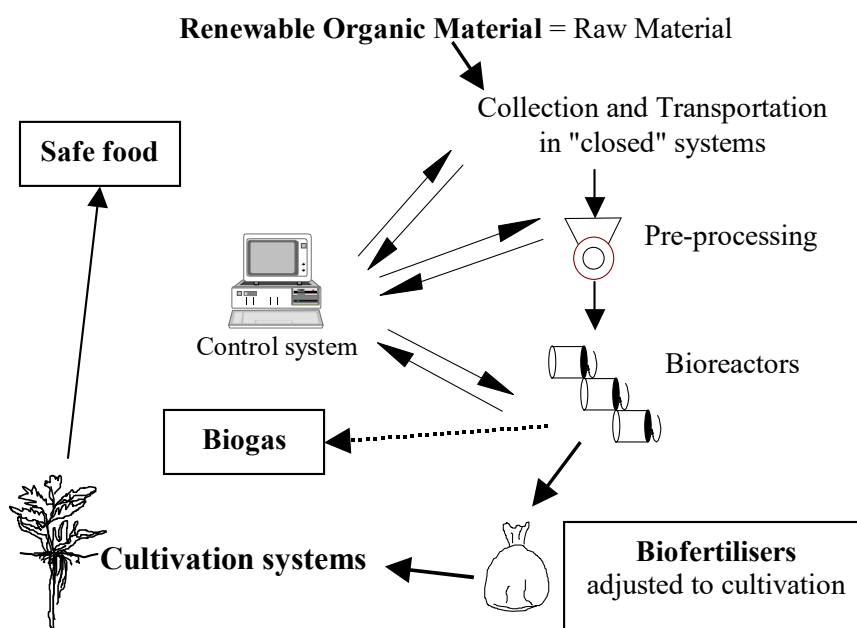 Renewable Organic Material = Raw Material
Collection and Transportation
in "closed" systems
Safe food
Pre-processing
Control system
Bioreactors
Biogas
Cultivation systems
Biofertilisers
adjusted to cultivation